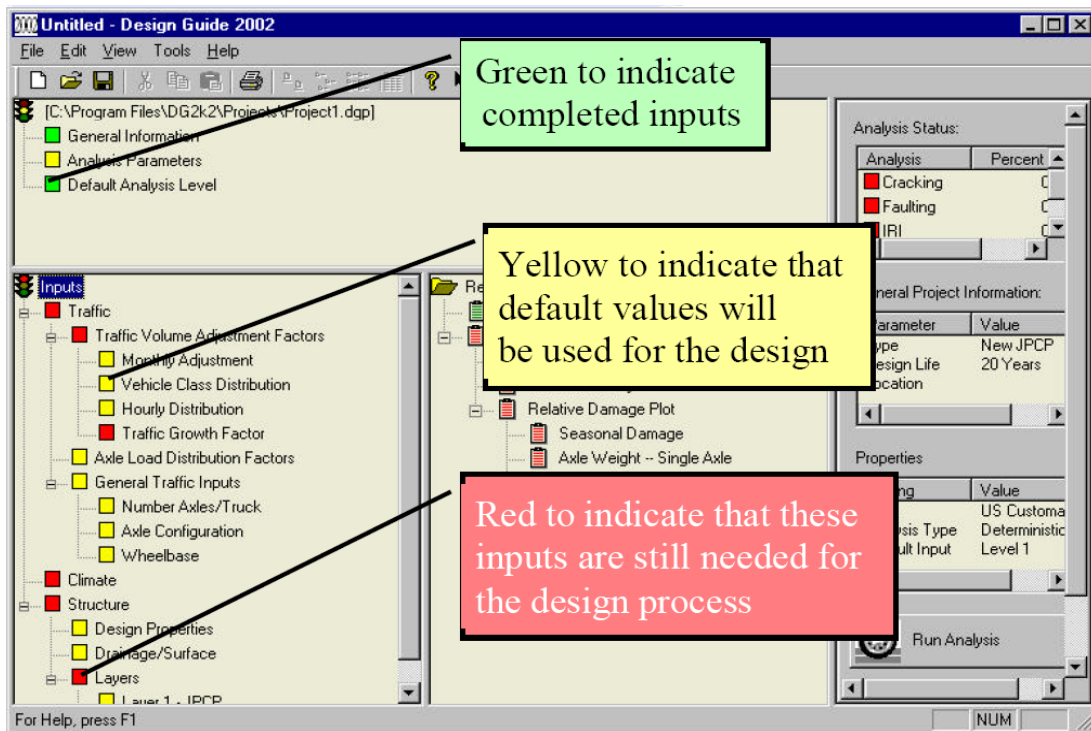 Untitled - Design Guide 2002
File Edit View Tools Help
Green to indicate
completed inputs
[C:\Program Files\DG2k2\Projects\Project1.dgp]
General Information
Analysis Parameters
Default Analysis Level
Analysis Status:
Analysis Percent
Cracking
Faulting
IRI
Yellow to indicate that
default values will
be used for the design
Inputs
Traffic
Traffic Volume Adjustment Factors
Monthly Adjustment
Vehicle Class Distribution
Hourly Distribution
Traffic Growth Factor
Axle Load Distribution Factors
General Traffic Inputs
Number Axles/Truck
Axle Configuration
Wheelbase
Climate
Structure
Design Properties
Drainage/Surface
Layers
Layer 1 - JPCP
Relative Damage Plot
Seasonal Damage
Axle Weight -- Single Axle
Project Information:
Value
New JPCP
Design Life 20 Years
Properties
Value
US Customa
Type Deterministic
Input Level 1
Red to indicate that these
inputs are still needed for
the design process
Run Analysis
For Help, press F1
NUM